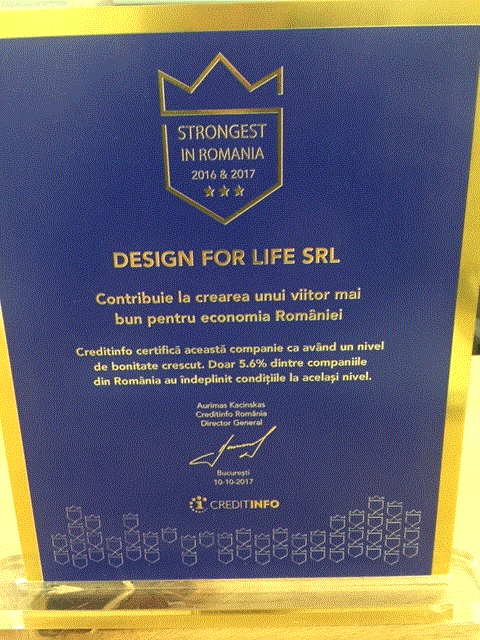 STRONGEST
IN ROMANIA
2016 & 2017
DESIGN FOR LIFE SRL
Contribuie la crearea unui viitor mai
bun pentru economia României
Creditinfo certifică această companie ca având un nivel
de bonitate crescut. Doar 5.6% dintre companiile
din România au indeplinit condițiile la același nivel.
Aurimas Kacinskas
Creditinfo România
Director General
București
10-10-2017
CREDITINFO